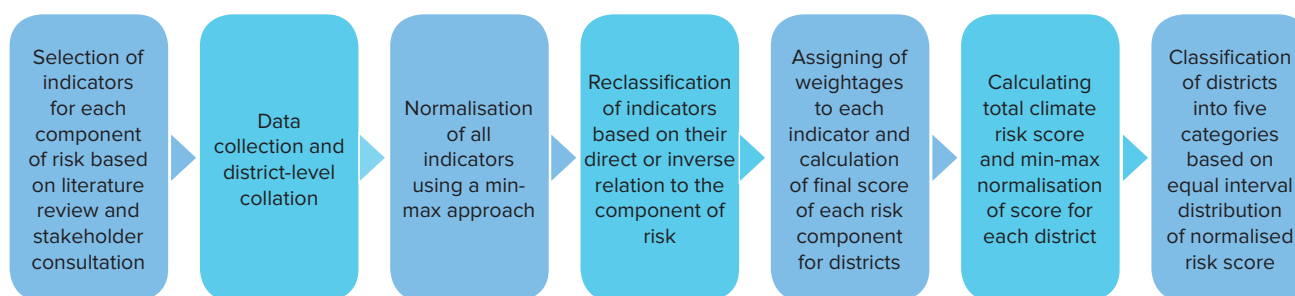 Selection of
indicators
for each
component
of risk based
on literature
review and
stakeholder
consultation
Data
collection and
district-level
collation
Normalisation
of all
indicators
using a min-
max approach
Reclassification
of indicators
based on their
direct or inverse
relation to the
component of
risk
Assigning of
weightages
to each
indicator and
calculation
of final score
of each risk
component
for districts
Calculating
total climate
risk score
and min-max
normalisation
of score for
each district
Classification
of districts
into five
categories
based on
equal interval
distribution
of normalised
risk score